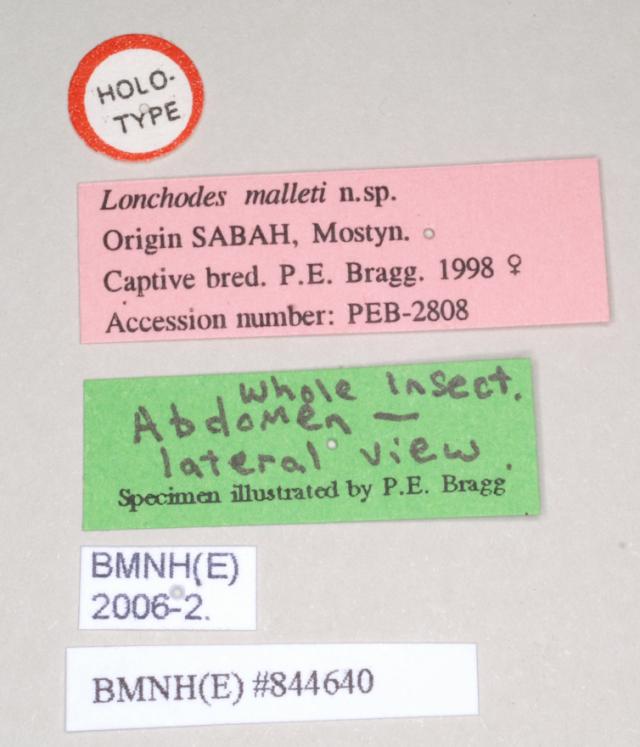 HOLO-
TYPE
Lonchodes malleti n.sp.
Origin SABAH, Mostyn.
Captive bred. P.E. Bragg. 1998 ♀
Accession number: PEB-2808
Whole insect.
Abdomen —
lateral view.
Specimen illustrated by P.E. Bragg
BMNH(E)
2006-2.
BMNH(E) #844640